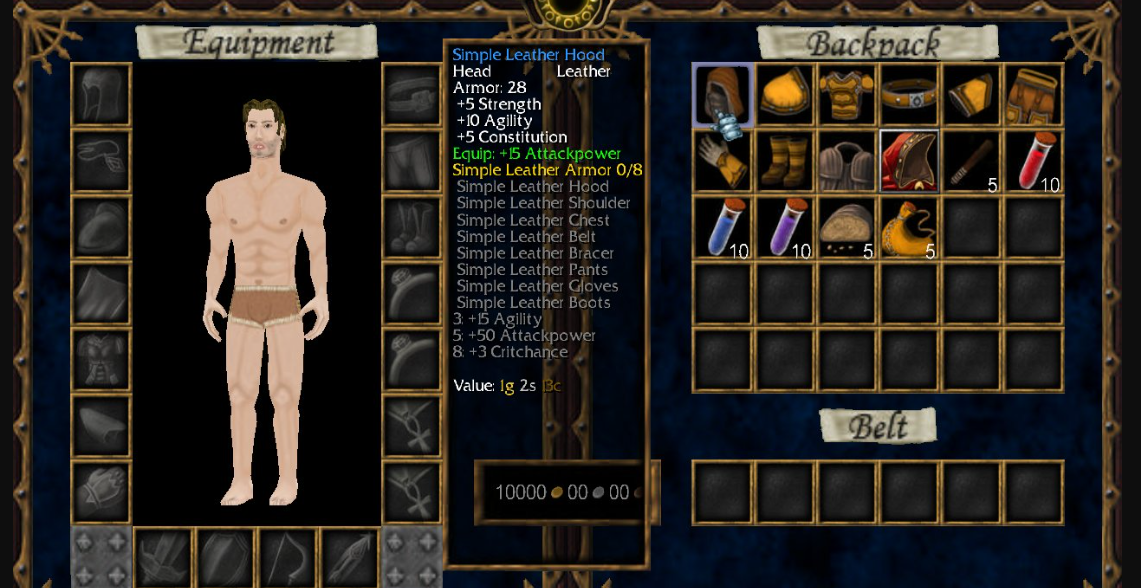 Equipment
Simple Leather Hood
Head Leather
Armor: 28
+5 Strength
+10 Agility
+5 Constitution
Equip: +15 Attackpower
Simple Leather Armor 0/8
Simple Leather Hood
Simple Leather Shoulder
Simple Leather Chest
Simple Leather Belt
Simple Leather Bracer
Simple Leather Pants
Simple Leather Gloves
Simple Leather Boots
3: +15 Agility
5: +50 Attackpower
8: +3 Critchance
Value: 1g 2s 3c
10000 00 00
Backpack
5 10
10 10 5 5
Belt